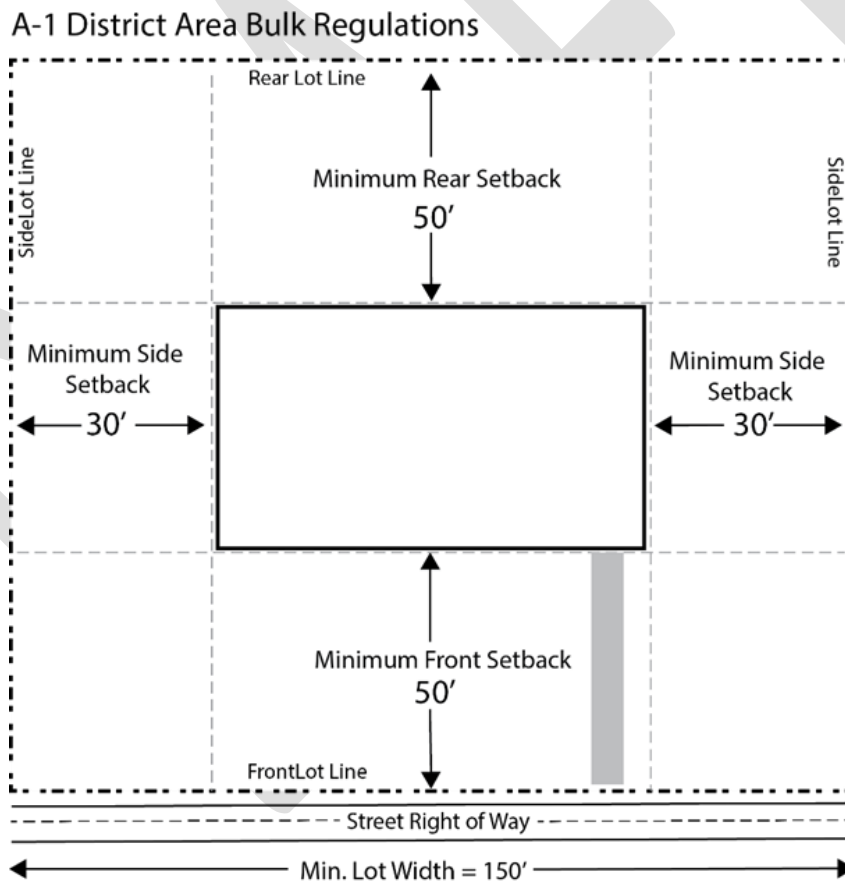 A-1 District Area Bulk Regulations
Rear Lot Line
SideLot Line
SideLot Line
Minimum Rear Setback
50’
Minimum Side
Setback
30’
Minimum Side
Setback
30’
Minimum Front Setback
50’
FrontLot Line
Street Right of Way
Min. Lot Width = 150’